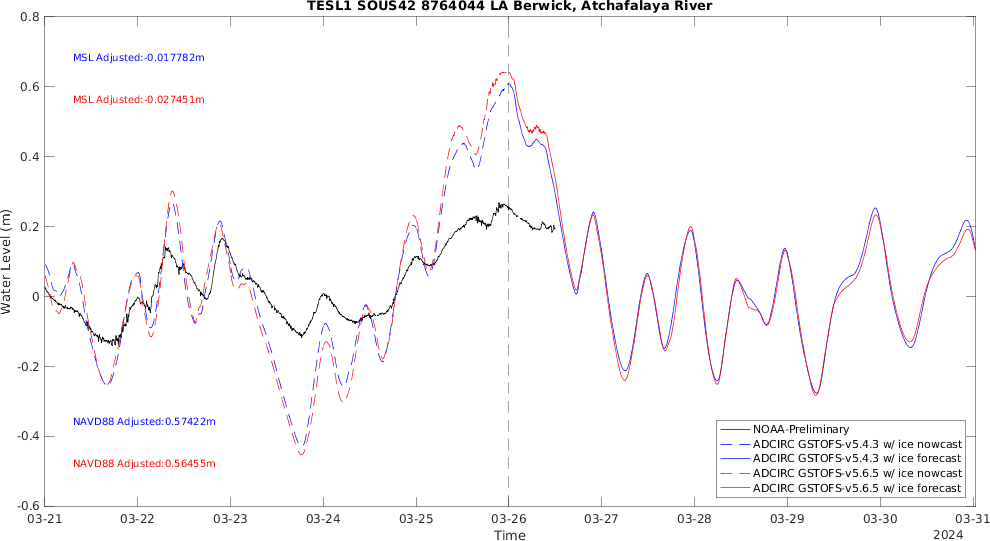 TESL1 SOUS42 8764044 LA Berwick, Atchafalaya River
0.8
0.6
0.4
0.2
0
-0.2
-0.4
-0.6
Water Level (m)
MSL Adjusted:-0.017782m
MSL Adjusted:-0.027451m
NAVD88 Adjusted:0.57422m
NAVD88 Adjusted:0.56455m
NOAA-Preliminary
ADCIRC GSTOFS-v5.4.3 w/ ice nowcast
ADCIRC GSTOFS-v5.4.3 w/ ice forecast
ADCIRC GSTOFS-v5.6.5 w/ ice nowcast
ADCIRC GSTOFS-v5.6.5 w/ ice forecast
03-21 03-22 03-23 03-24 03-25 03-26 03-27 03-28 03-29 03-30 03-31
Time
2024